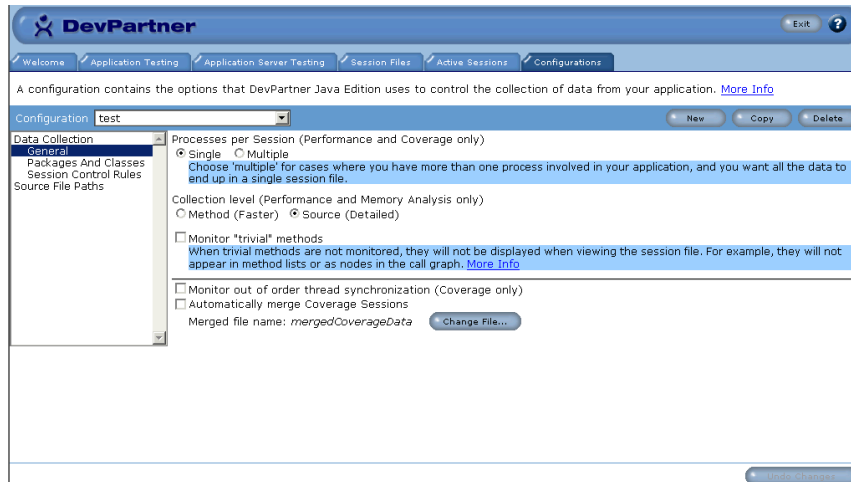 DevPartner
Exit ?
Welcome Application Testing Application Server Testing Session Files Active Sessions Configurations
A configuration contains the options that DevPartner Java Edition uses to control the collection of data from your application. More Info
Configuration test New Copy Delete
Data Collection
General
Packages And Classes
Session Control Rules
Source File Paths
Processes per Session (Performance and Coverage only)
Single Multiple
Choose 'multiple' for cases where you have more than one process involved in your application, and you want all the data to
end up in a single session file.
Collection level (Performance and Memory Analysis only)
Method (Faster) Source (Detailed)
Monitor "trivial" methods
When trivial methods are not monitored, they will not be displayed when viewing the session file. For example, they will not
appear in method lists or as nodes in the call graph. More Info
Monitor out of order thread synchronization (Coverage only)
Automatically merge Coverage Sessions
Merged file name: mergedCoverageData Change File...
Undo Changes